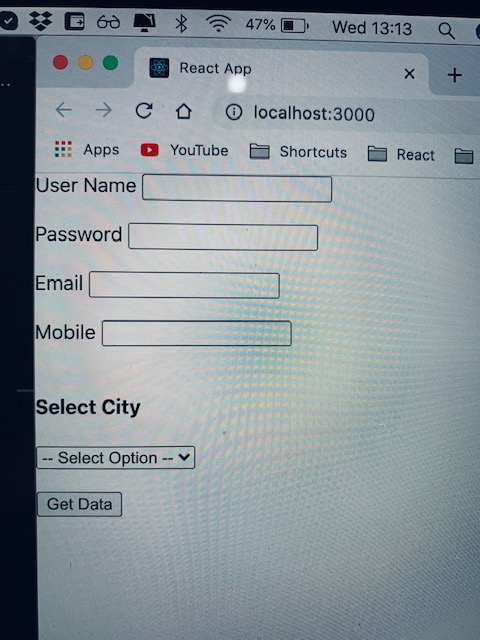 47% Wed 13:13
React App
localhost:3000
Apps YouTube Shortcuts React
User Name
Password
Email
Mobile
Select City
-- Select Option --
Get Data